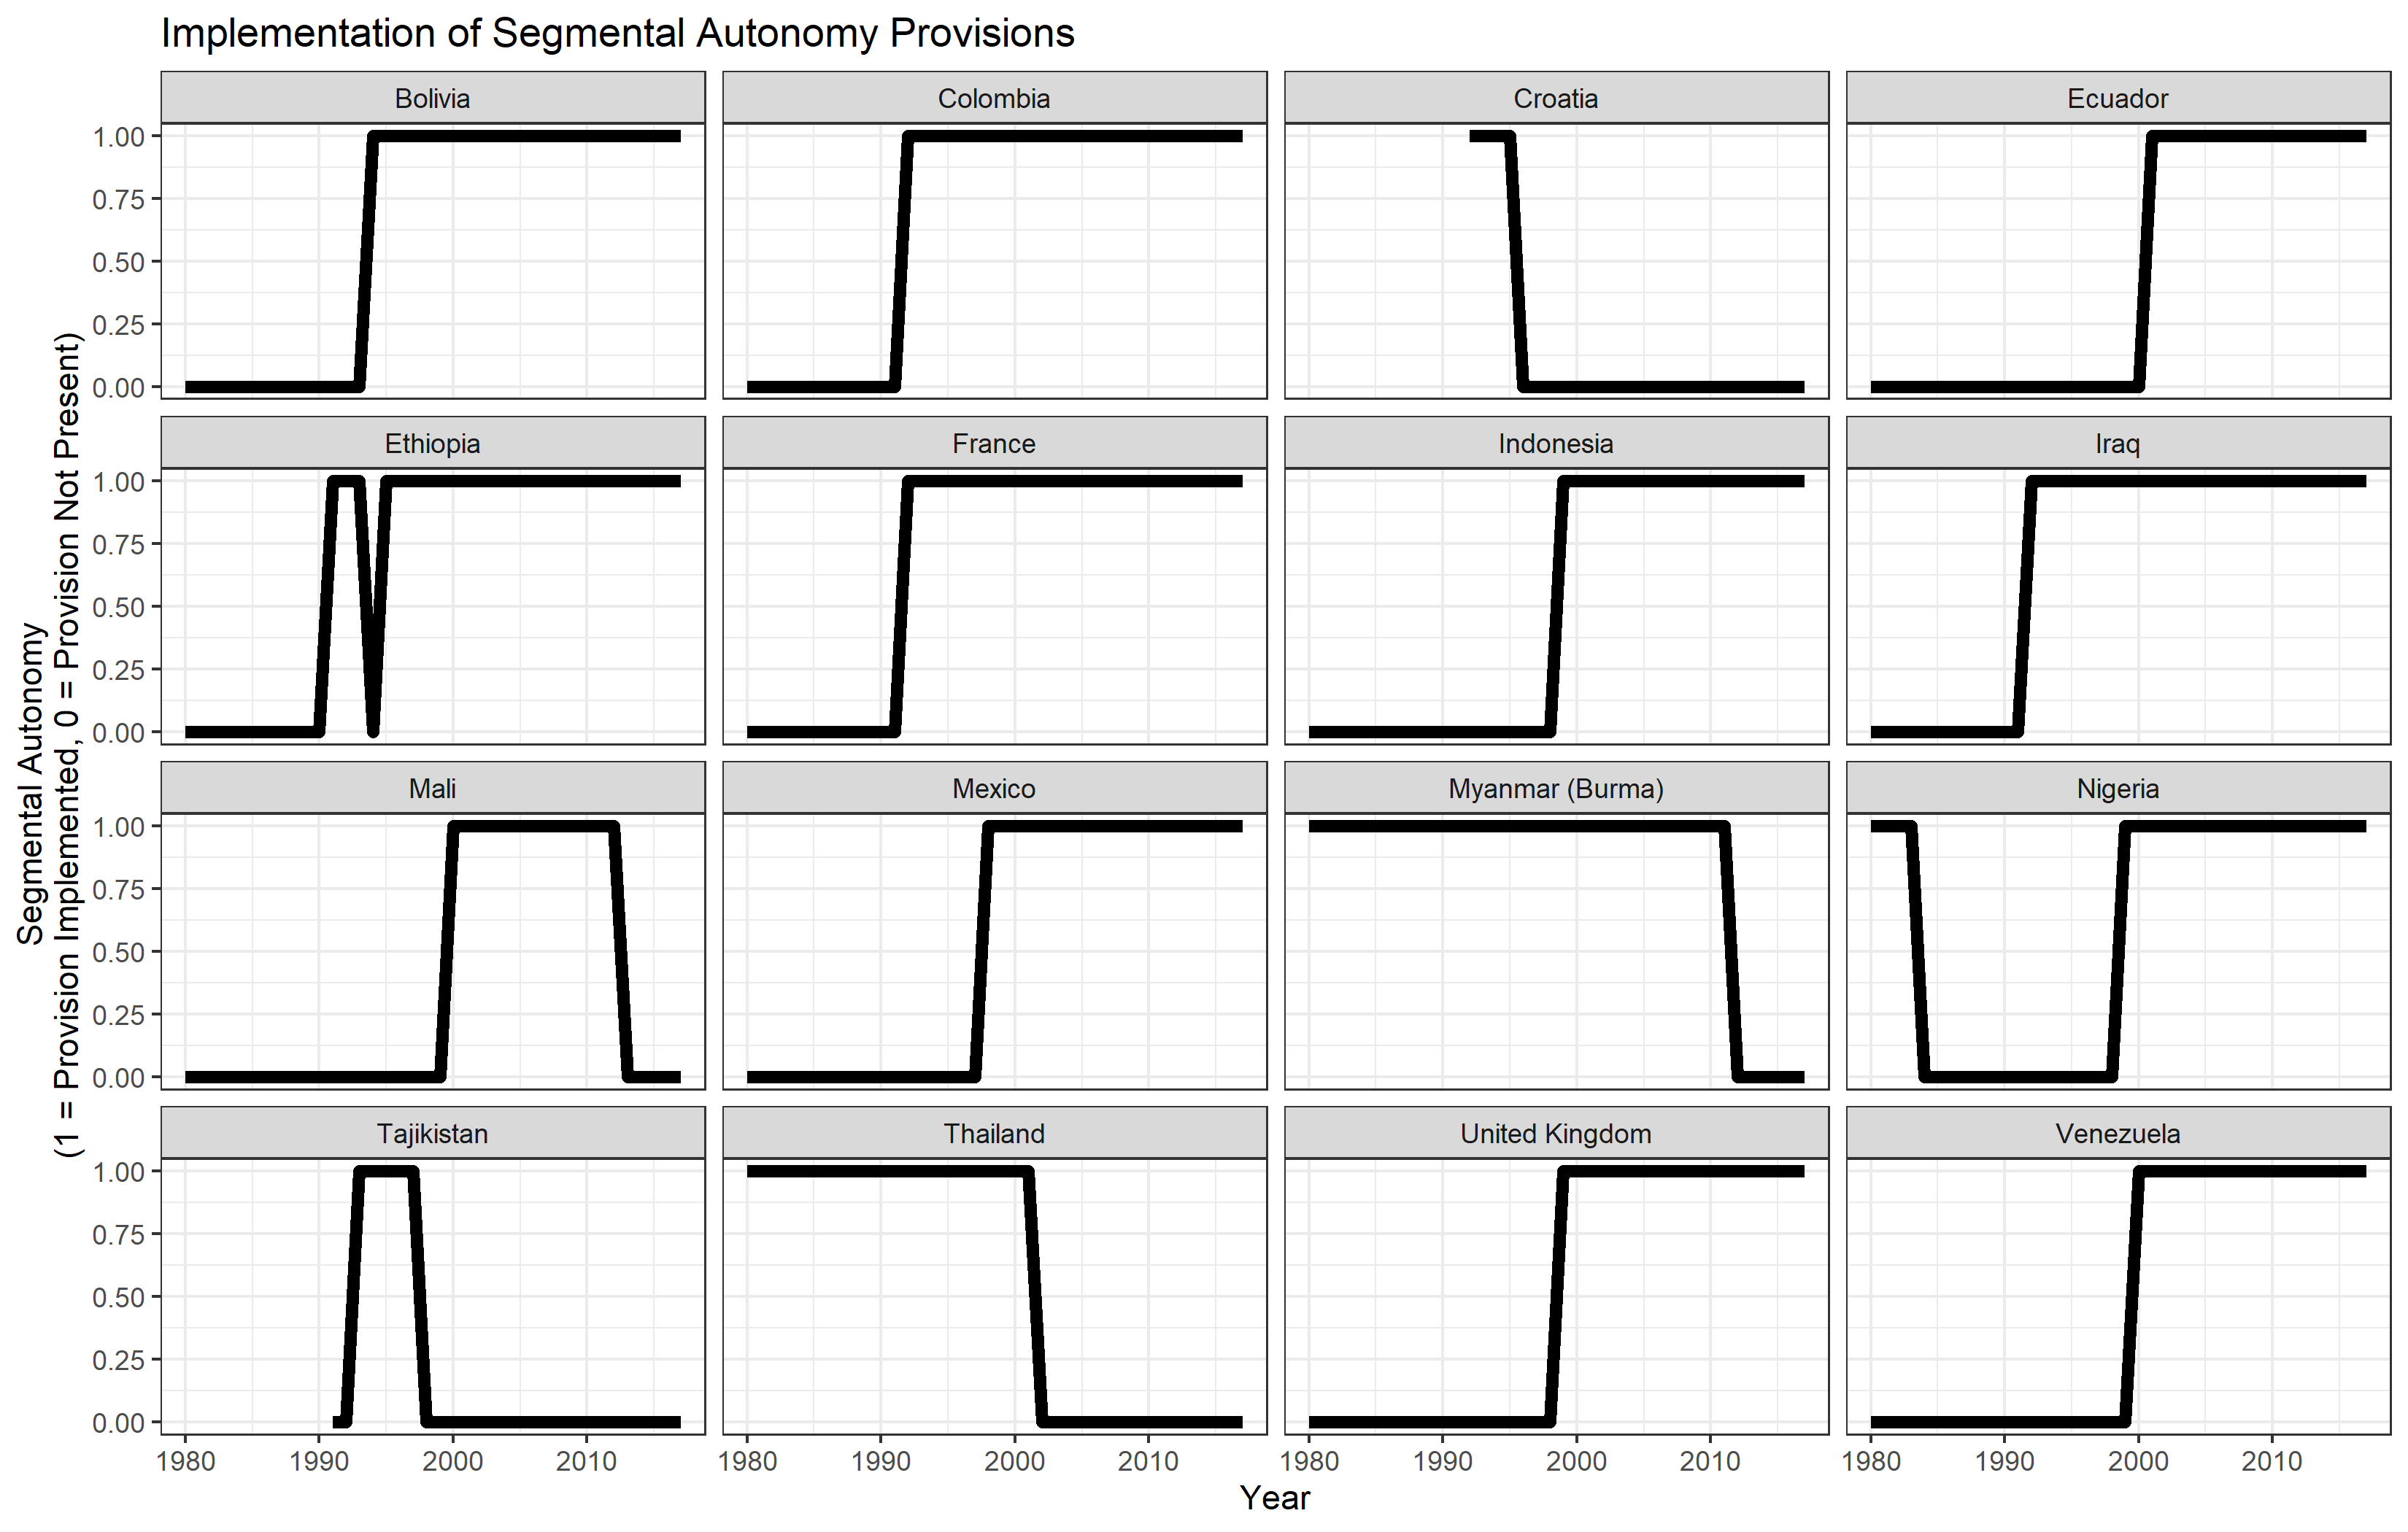 Implementation of Segmental Autonomy Provisions
Segmental Autonomy
(1 = Provision Implemented, 0 = Provision Not Present)
Bolivia
Colombia
Croatia
Ecuador
1.00
0.75
0.50
0.25
0.00
Ethiopia
France
Indonesia
Iraq
1.00
0.75
0.50
0.25
0.00
Mali
Mexico
Myanmar (Burma)
Nigeria
1.00
0.75
0.50
0.25
0.00
Tajikistan
Thailand
United Kingdom
Venezuela
1.00
0.75
0.50
0.25
0.00
1980 1990 2000 2010
1980 1990 2000 2010
1980 1990 2000 2010
1980 1990 2000 2010
Year